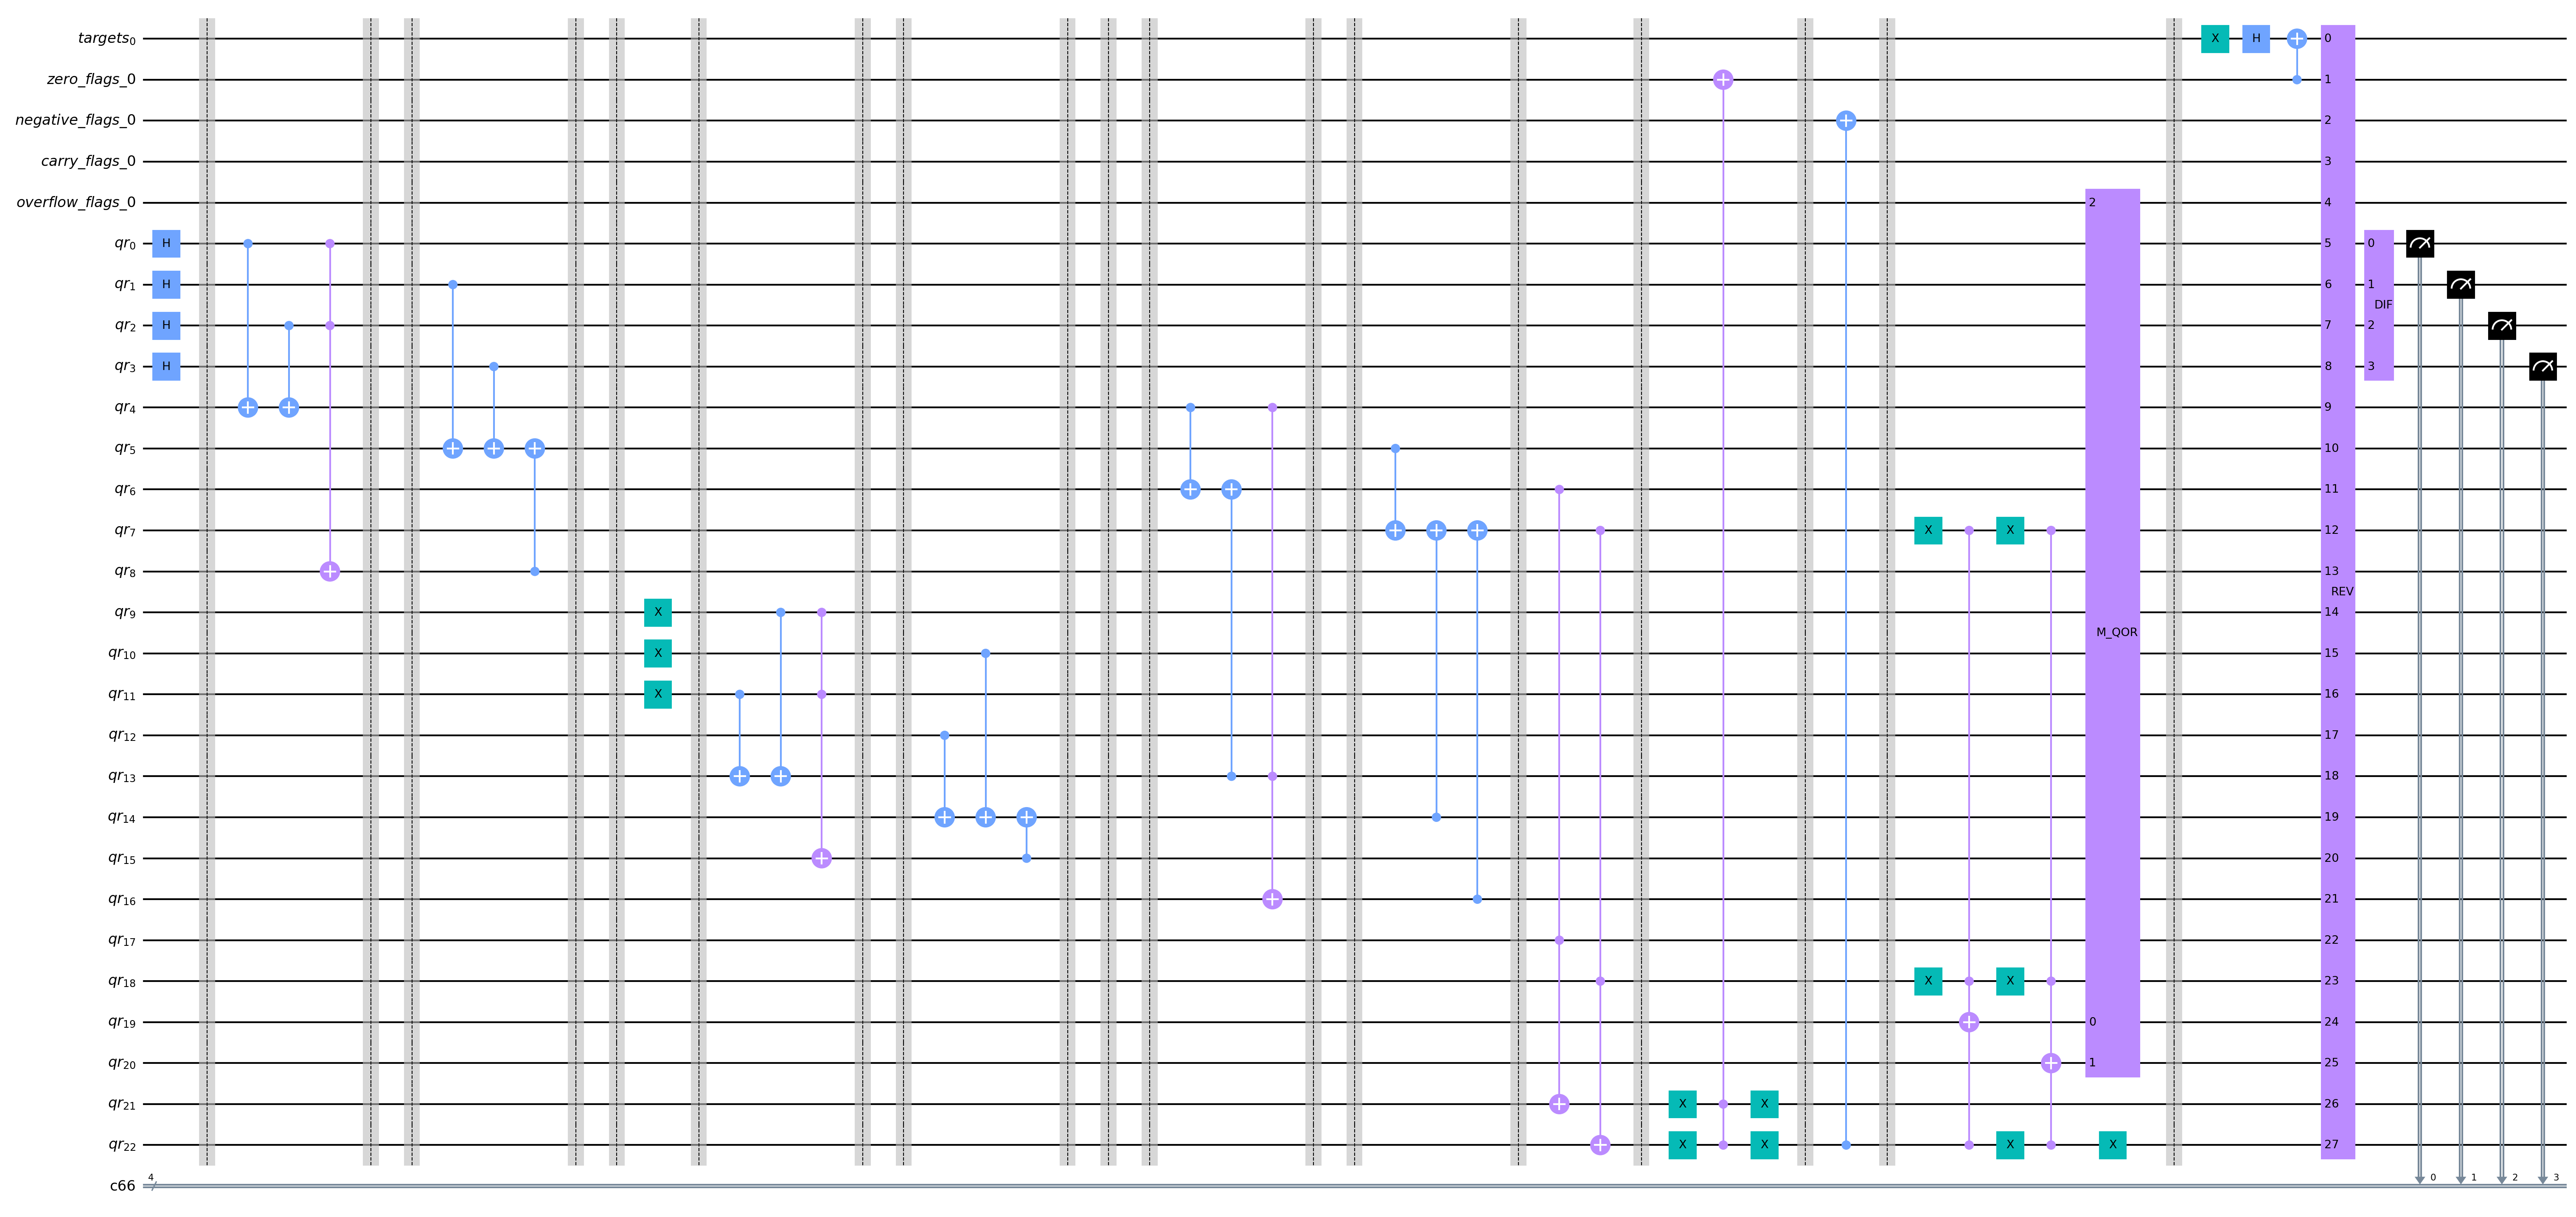 targets₀ X H 0
zero_flags_0 1
negative_flags_0 2
carry_flags_0 3
overflow_flags_0 2 4
qr₀ H 5 0
qr₁ H 6 1
DIF
qr₂ H 7 2
qr₃ H 8 3
qr₄ 9
qr₅ 10
qr₆ 11
qr₇ X X 12
qr₈ 13
REV
qr₉ X 14
M_QOR
qr₁₀ X 15
qr₁₁ X 16
qr₁₂ 17
qr₁₃ 18
qr₁₄ 19
qr₁₅ 20
qr₁₆ 21
qr₁₇ 22
qr₁₈ X X 23
qr₁₉ 0 24
qr₂₀ 1 25
qr₂₁ X X 26
qr₂₂ X X X X 27
4 0 1 2 3
c66